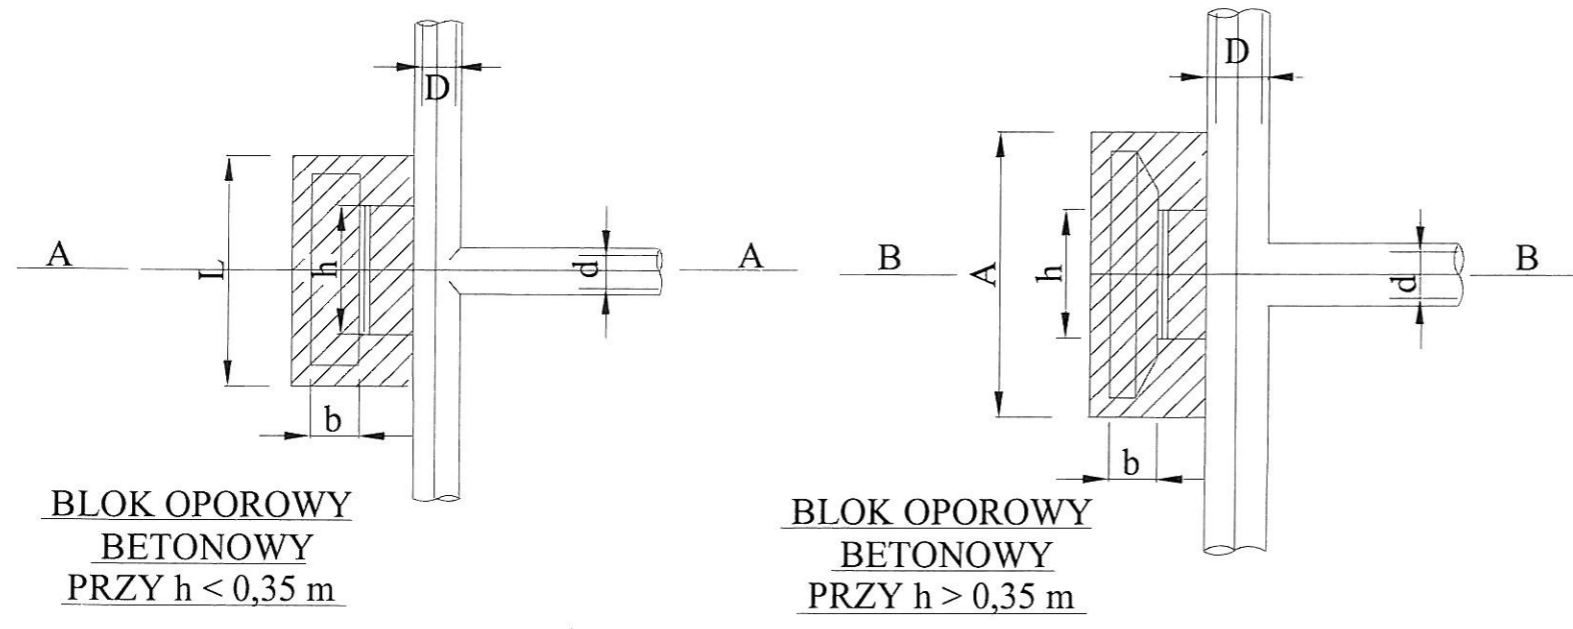 D
A
L
h
d
A
b
BLOK OPOROWY
BETONOWY
PRZY h < 0,35 m
D
B
A
h
d
B
b
BLOK OPOROWY
BETONOWY
PRZY h > 0,35 m